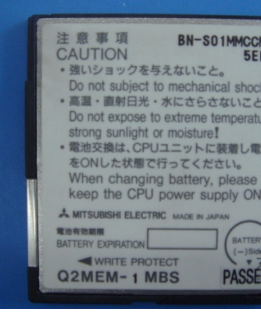 注意事項
BN-S01MMCC
CAUTION
・強いショックを与えないこと。
Do not subject to mechanical shock
・高温・直射日光・水にさらさないこと
Do not expose to extreme
strong sunlight or moisture!
・電池交換は、CPUユニットに装着し
をONした状態で行ってください。
When changing battery, please
keep the CPU power ON
MITSUBISHI ELECTRIC MADE IN JAPAN
電池有効期限
BATTERY EXPIRATION
BATTER
(-)Side
◀ WRITE PROTECT
Q2MEM-1 MBS
PASSE